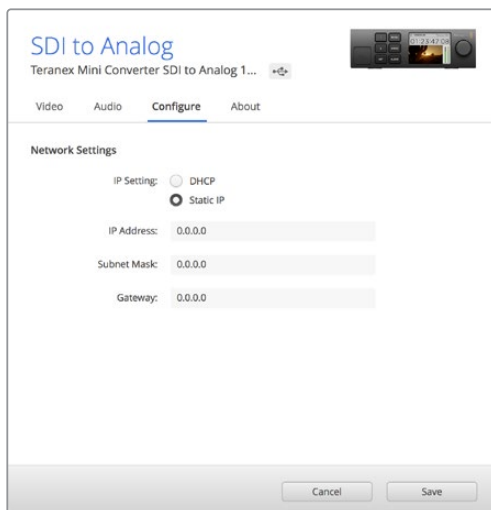 SDI to Analog
Teranex Mini Converter SDI to Analog 1...
Video Audio Configure About
Network Settings
IP Setting: DHCP
Static IP
IP Address: 0.0.0.0
Subnet Mask: 0.0.0.0
Gateway: 0.0.0.0
Cancel Save